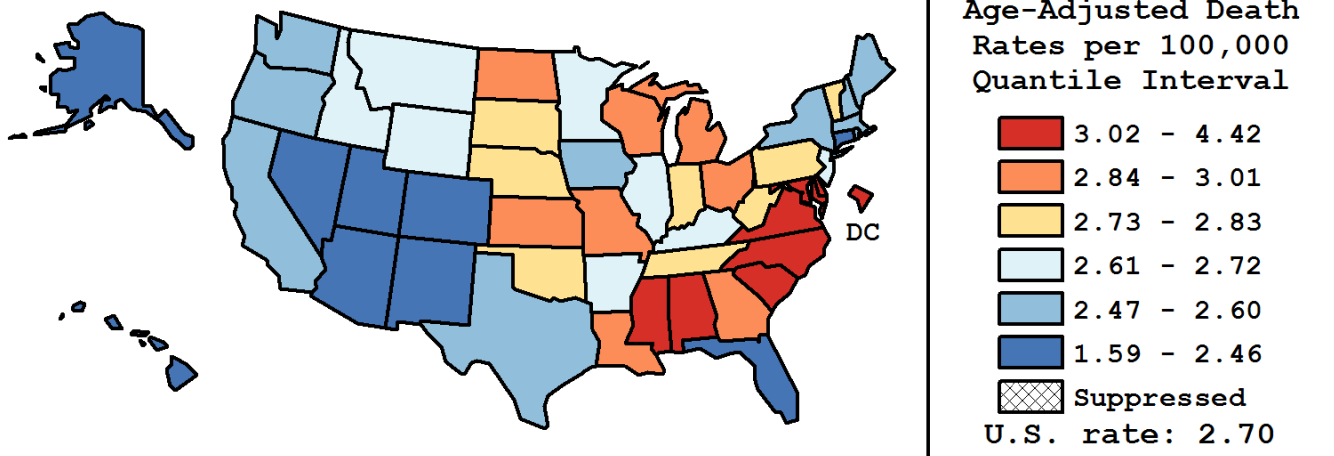 Age-Adjusted Death
Rates per 100,000
Quantile Interval
3.02 - 4.42
2.84 - 3.01
2.73 - 2.83
2.61 - 2.72
2.47 - 2.60
1.59 - 2.46
Suppressed
U.S. rate: 2.70
DC